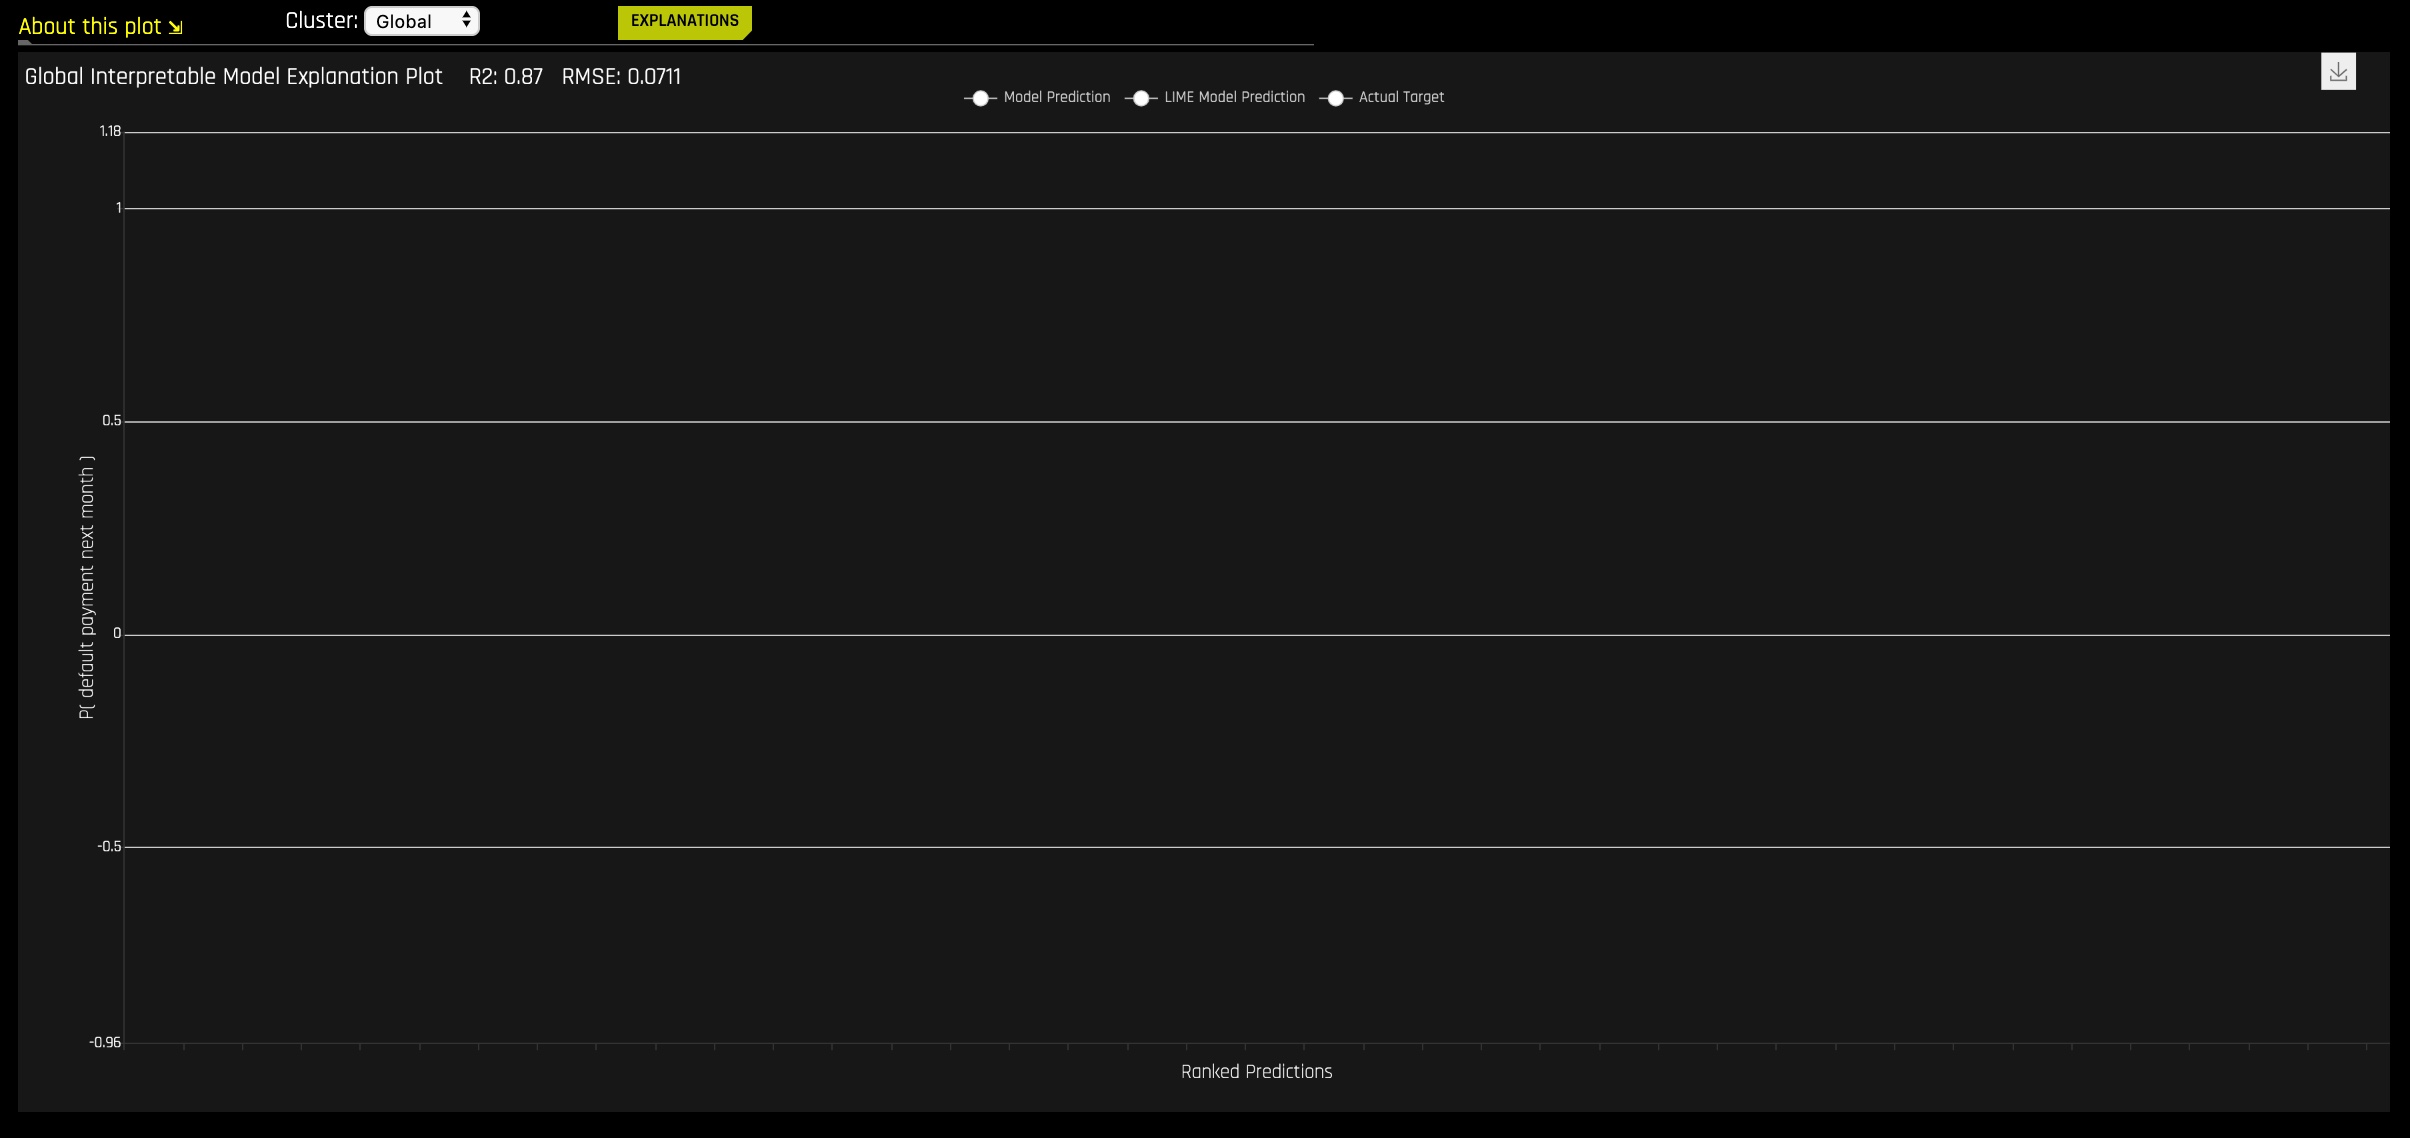 About this plot
Cluster: Global
EXPLANATIONS
Global Interpretable Model Explanation Plot R2: 0.87 RMSE: 0.0711
Model Prediction LIME Model Prediction Actual Target
1.18
1
0.5
0
-0.5
-0.96
P( default payment next month )
Ranked Predictions